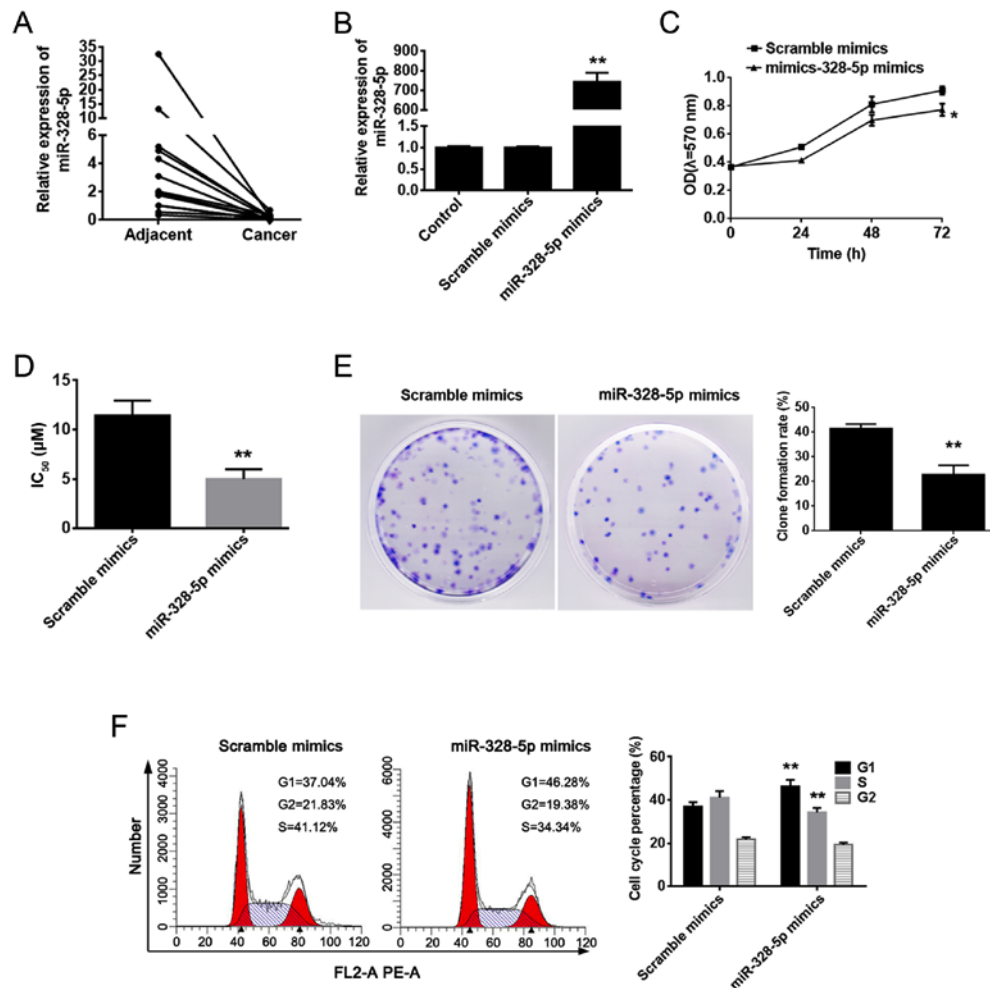 A
Relative expression of
miR-328-5p
35
30
25
20
15
10
6
4
2
0
Adjacent
Cancer
B
Relative expression of
miR-328-5p
900
800
700
600
1.5
1.0
0.5
0.0
**
Control
Scramble mimics
miR-328-5p mimics
C
Scramble mimics
mimics-328-5p mimics
OD(λ=570 nm)
1.0
0.8
0.6
0.4
0.2
0.0
*
0
24
48
72
Time (h)
D
IC50 (μM)
15
10
5
0
**
Scramble mimics
miR-328-5p mimics
E
Scramble mimics
miR-328-5p mimics
Clone formation rate (%)
50
40
30
20
10
0
**
Scramble mimics
miR-328-5p mimics
F
Scramble mimics
G1=37.04%
G2=21.83%
S=41.12%
Number
4000
3000
2000
1000
0
0 20 40 60 80 100 120
miR-328-5p mimics
G1=46.28%
G2=19.38%
S=34.34%
6000
4000
2000
0
0 20 40 60 80 100 120
FL2-A PE-A
Cell cycle percentage (%)
60
40
20
0
**
**
G1
S
G2
Scramble mimics
miR-328-5p mimics